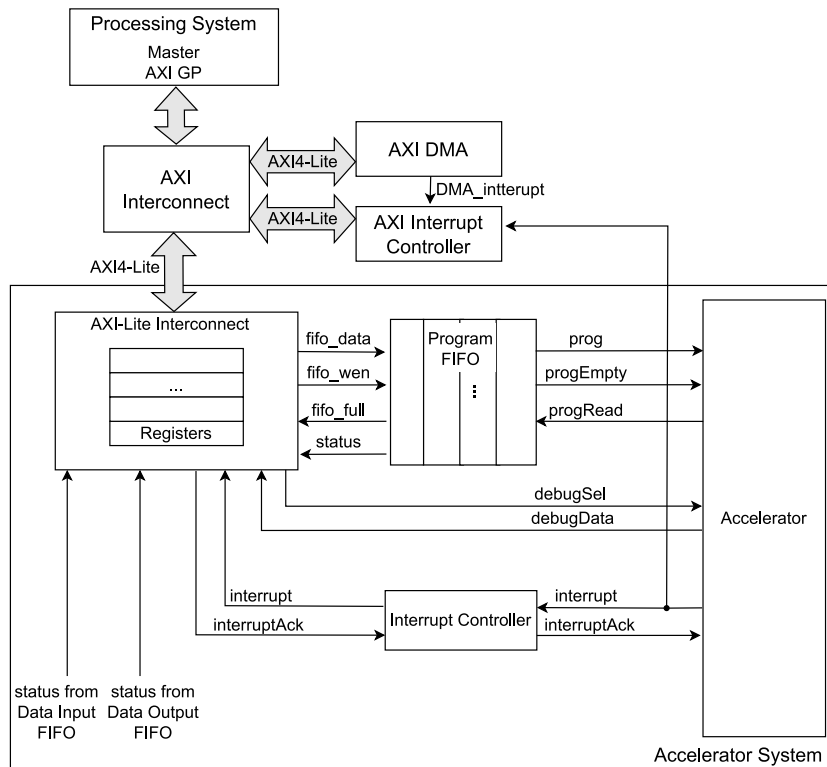 Processing System
Master
AXI GP
AXI4-Lite
AXI DMA
AXI
Interconnect
DMA_intterupt
AXI4-Lite
AXI Interrupt
Controller
AXI4-Lite
AXI-Lite Interconnect
...
Registers
fifo_data
fifo_wen
fifo_full
status
Program
FIFO
...
prog
progEmpty
progRead
debugSel
debugData
Accelerator
interrupt
interruptAck
Interrupt Controller
interrupt
interruptAck
status from
Data Input
FIFO
status from
Data Output
FIFO
Accelerator System